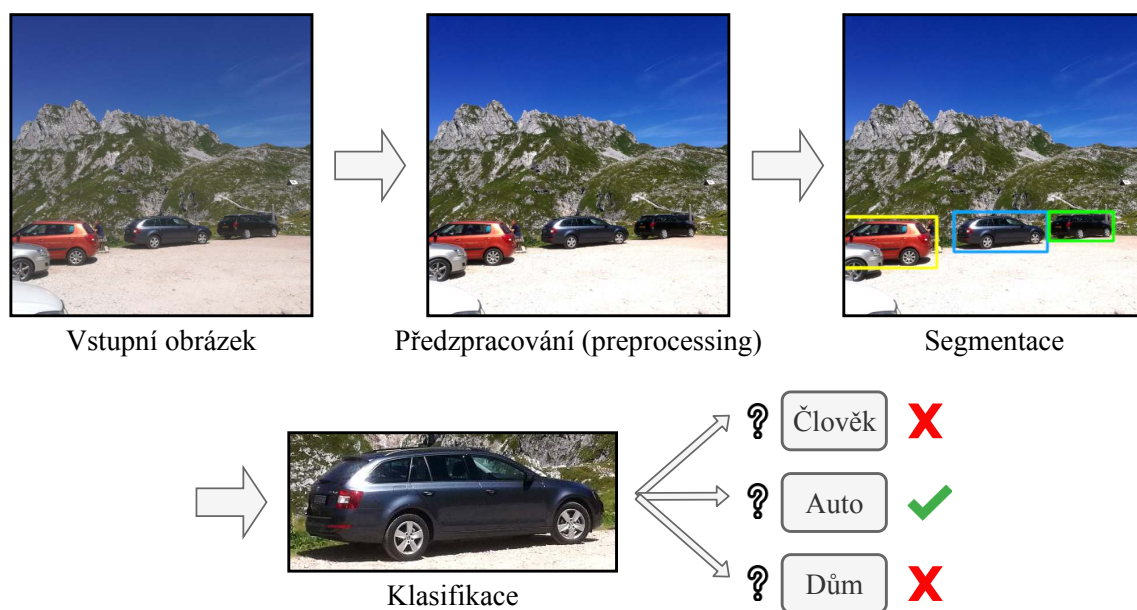 Vstupní obrázek
Předzpracování (preprocessing)
Segmentace
? Člověk X
? Auto
? Dům X
Klasifikace